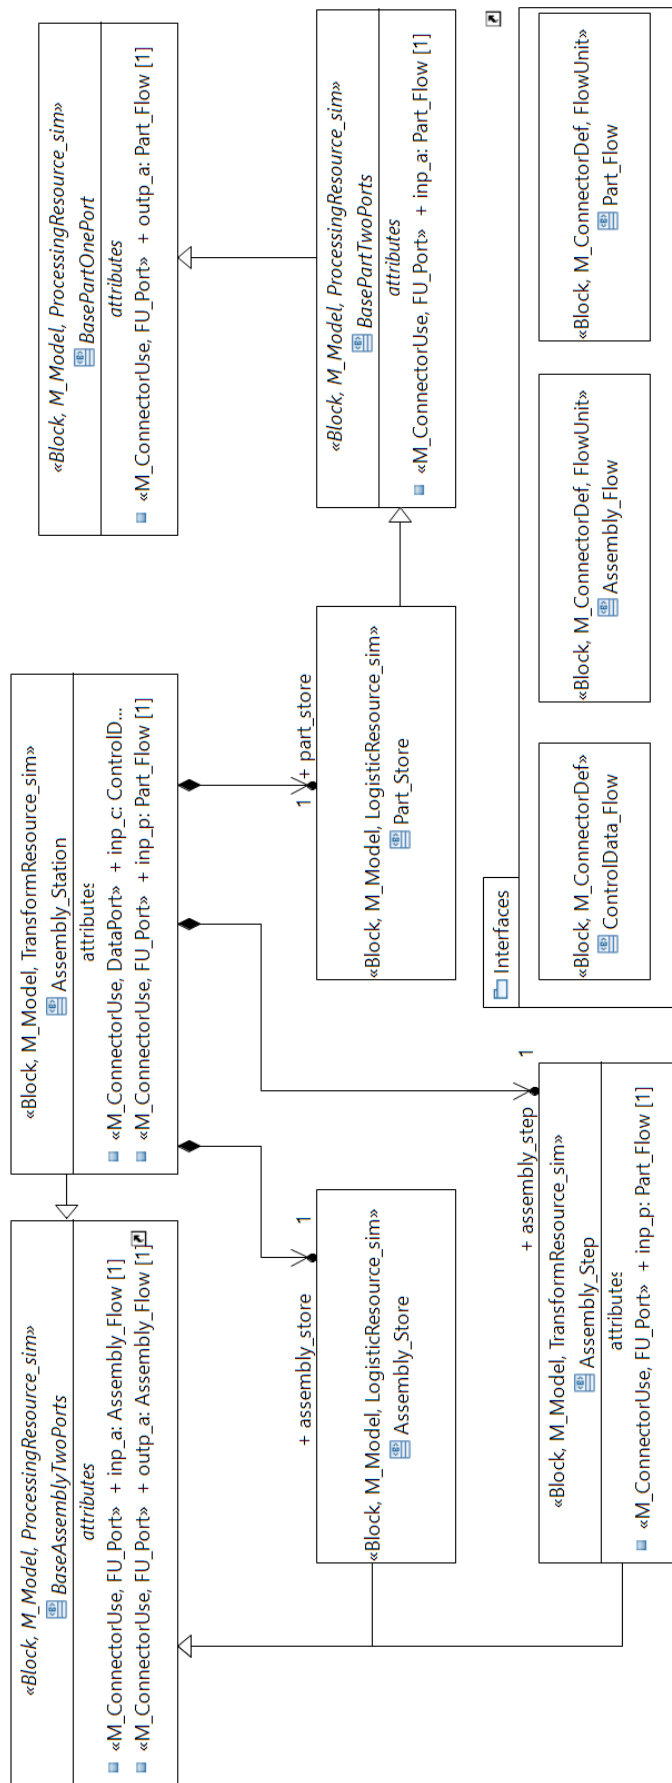 «Block, M_Model, ProcessingResource_sim»
BaseAssemblyTwoPorts
attributes
«M_ConnectorUse, FU_Port» + inp_a: Assembly_Flow [1]
«M_ConnectorUse, FU_Port» + outp_a: Assembly_Flow [1]
«Block, M_Model, TransformResource_sim»
Assembly_Station
attributes
«M_ConnectorUse, DataPort» + inp_c: ControlD...
«M_ConnectorUse, FU_Port» + inp_p: Part_Flow [1]
«Block, M_Model, ProcessingResource_sim»
BasePartOnePort
attributes
«M_ConnectorUse, FU_Port» + outp_a: Part_Flow [1]
+ assembly_store
1
1
+ part_store
«Block, M_Model, LogisticResource_sim»
Assembly_Store
«Block, M_Model, LogisticResource_sim»
Part_Store
«Block, M_Model, ProcessingResource_sim»
BasePartTwoPorts
attributes
«M_ConnectorUse, FU_Port» + inp_a: Part_Flow [1]
+ assembly_step
1
«Block, M_Model, TransformResource_sim»
Assembly_Step
attributes
«M_ConnectorUse, FU_Port» + inp_p: Part_Flow [1]
Interfaces
«Block, M_ConnectorDef»
ControlData_Flow
«Block, M_ConnectorDef, FlowUnit»
Assembly_Flow
«Block, M_ConnectorDef, FlowUnit»
Part_Flow